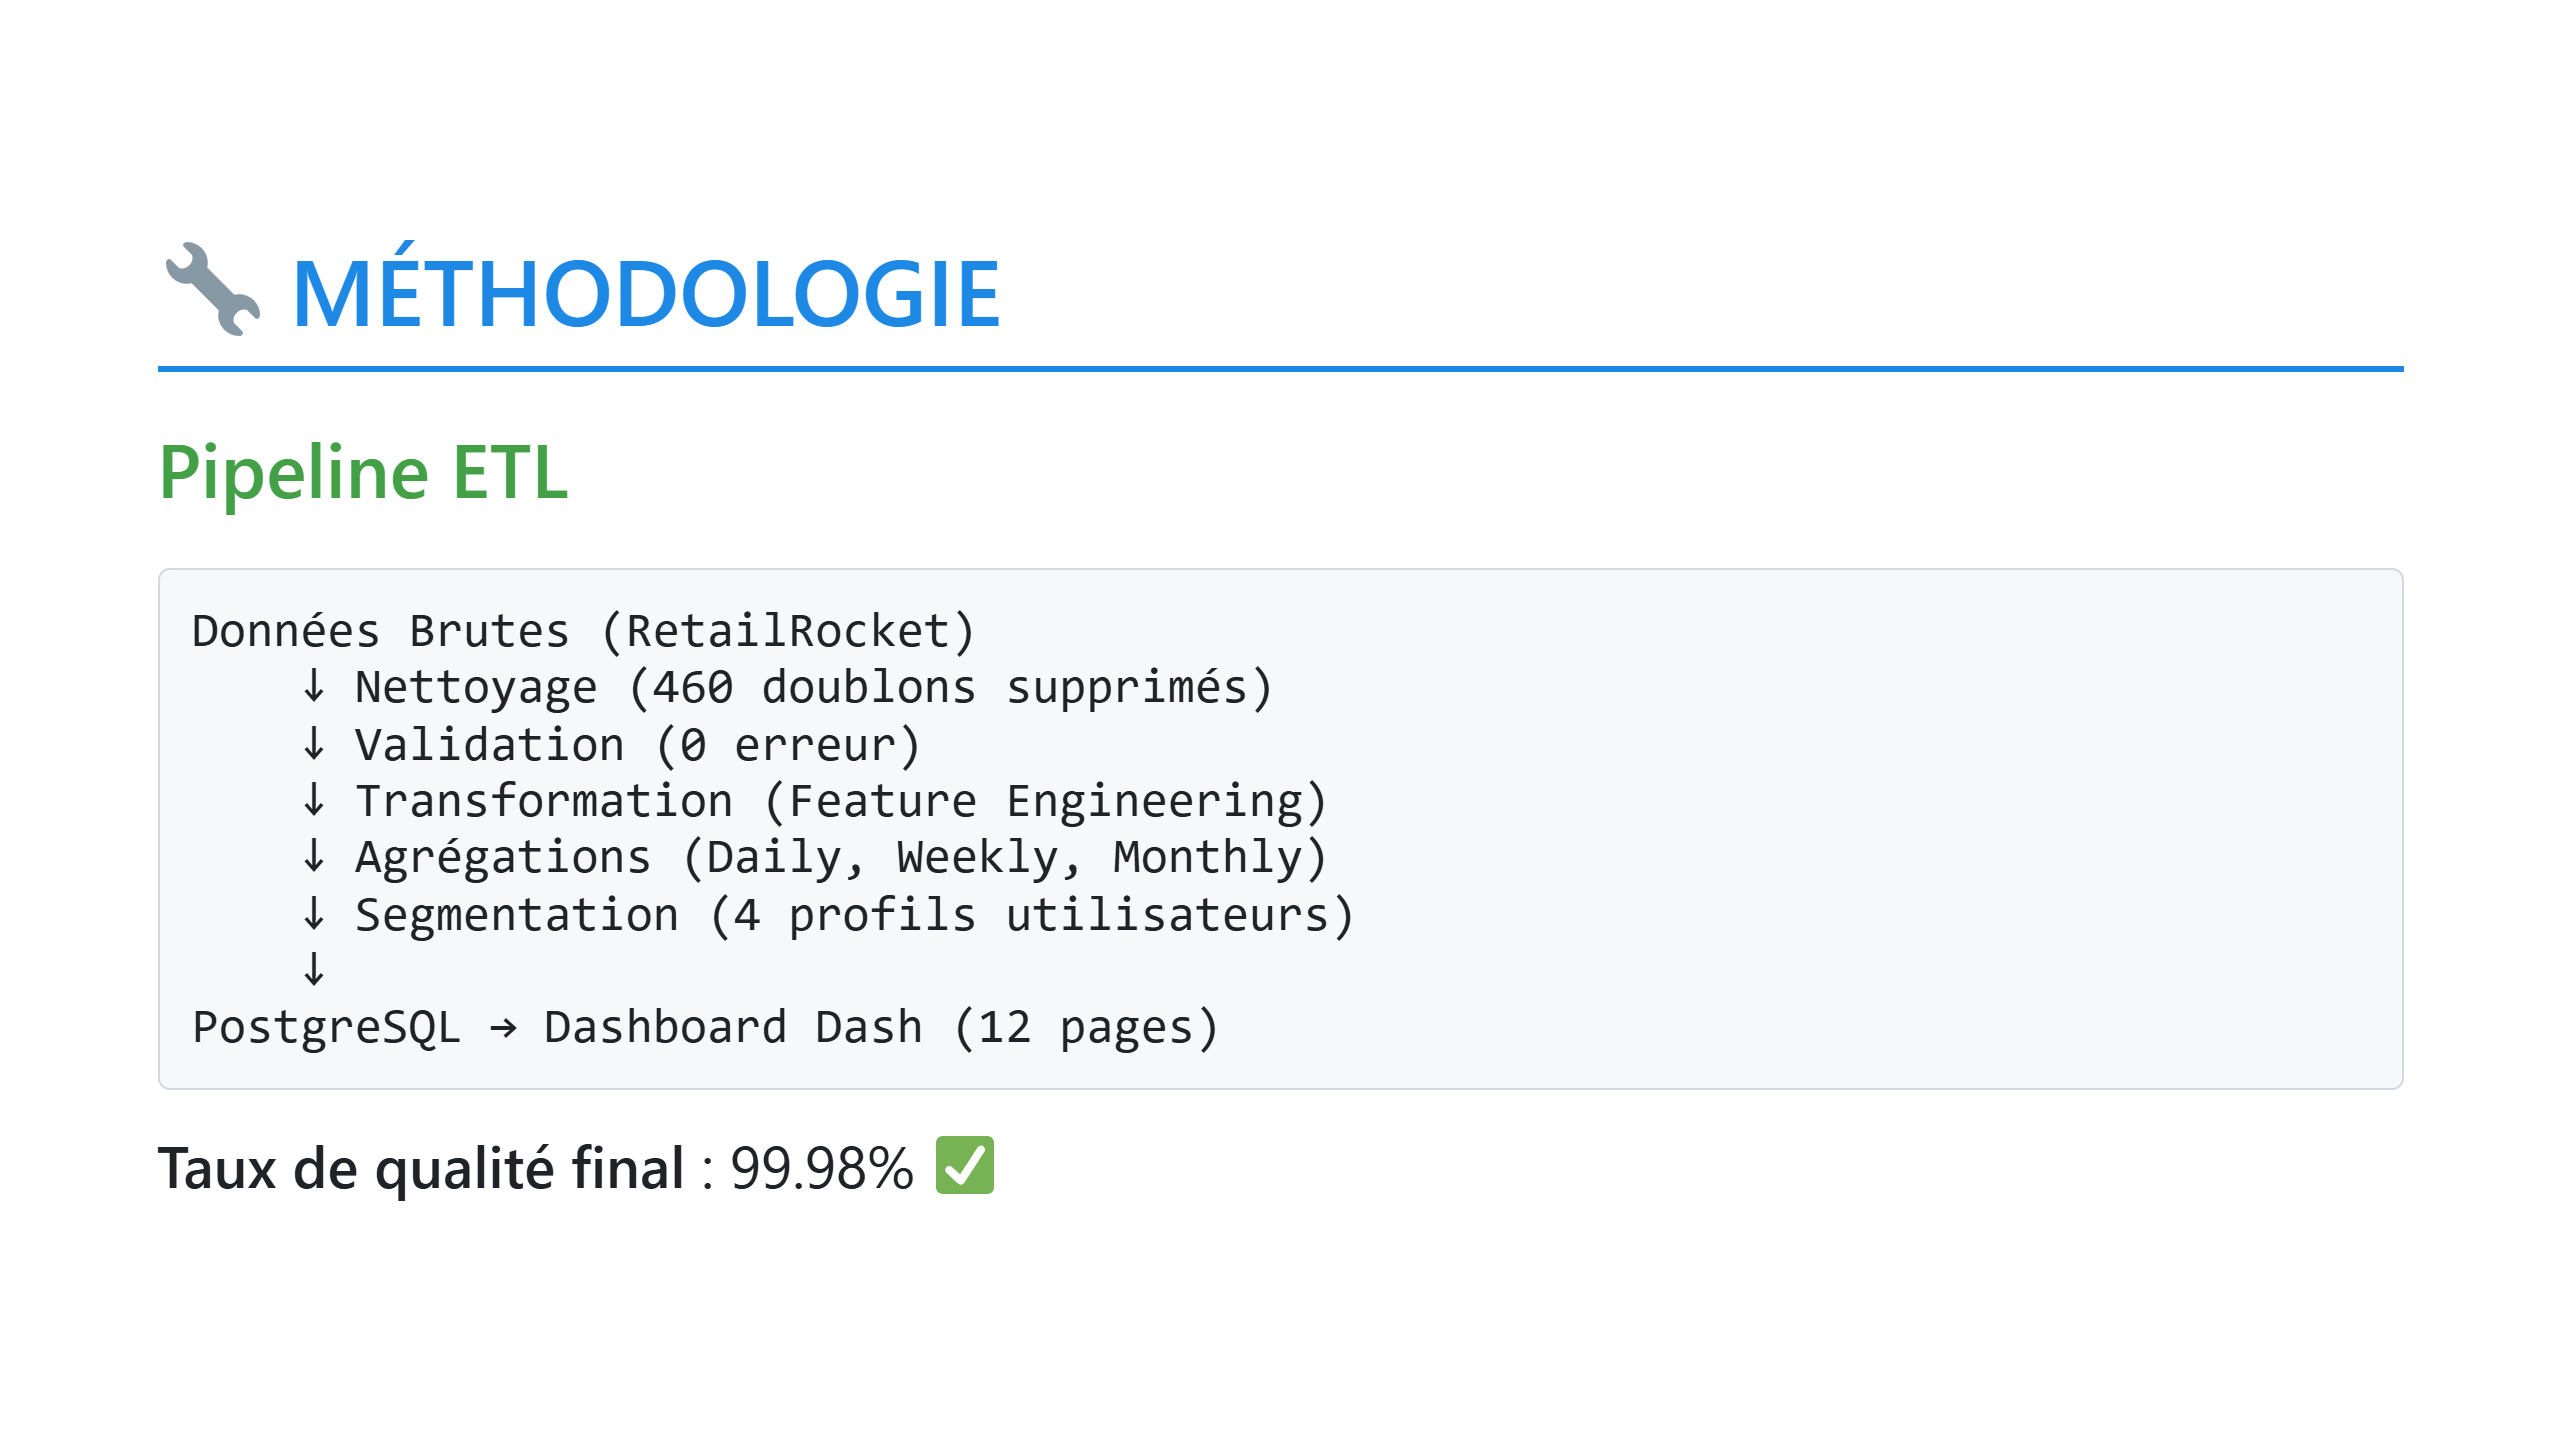 🔧 MÉTHODOLOGIE
Pipeline ETL
Données Brutes (RetailRocket)
    ↓ Nettoyage (460 doublons supprimés)
    ↓ Validation (0 erreur)
    ↓ Transformation (Feature Engineering)
    ↓ Agrégations (Daily, Weekly, Monthly)
    ↓ Segmentation (4 profils utilisateurs)
    ↓
PostgreSQL → Dashboard Dash (12 pages)
Taux de qualité final : 99.98% ✅